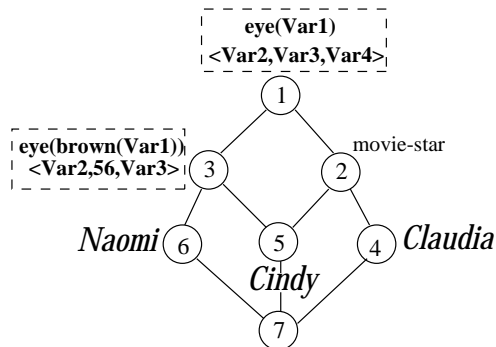 eye(Var1)
<Var2,Var3,Var4>
1
movie-star
eye(brown(Var1))
<Var2,56,Var3>
3
2
Naomi
6
5
4
Claudia
Cindy
7